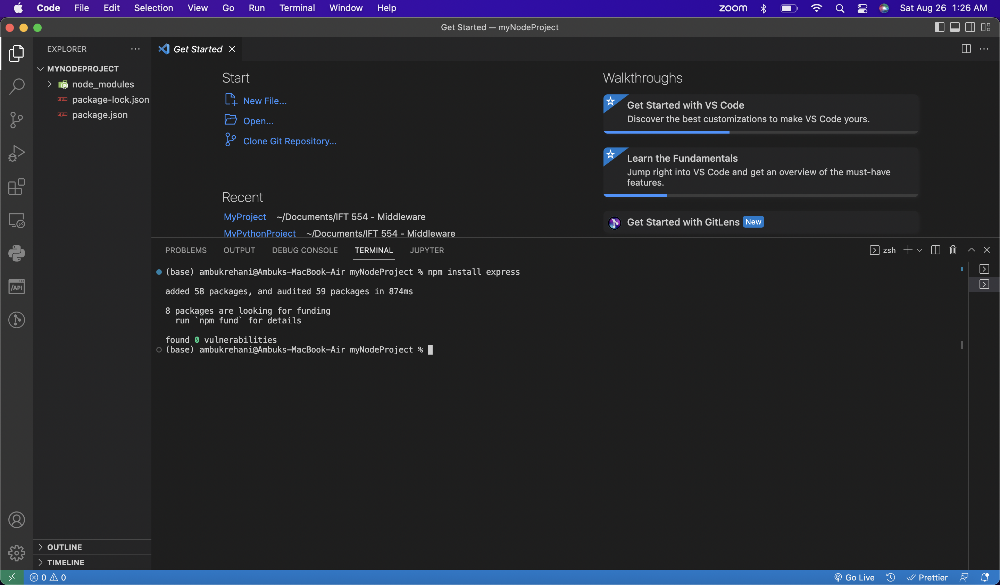 Code File Edit Selection View Go Run Terminal Window Help zoom Sat Aug 26 1:26 AM
Get Started — myNodeProject
EXPLORER
MYNODEPROJECT
node_modules
package-lock.json
package.json
OUTLINE
TIMELINE
/API
Get Started
Start
New File...
Open...
Clone Git Repository...
Recent
MyProject ~/Documents/IFT 554 - Middleware
MyPythonProject ~/Documents/IFT 554 - Middleware
Walkthroughs
Get Started with VS Code
Discover the best customizations to make VS Code yours.
Learn the Fundamentals
Jump right into VS Code and get an overview of the must-have
features.
Get Started with GitLens New
PROBLEMS OUTPUT DEBUG CONSOLE TERMINAL JUPYTER zsh
(base) ambukrehani@Ambuks-MacBook-Air myNodeProject % npm install express
added 58 packages, and audited 59 packages in 874ms
8 packages are looking for funding
run `npm fund` for details
found 0 vulnerabilities
(base) ambukrehani@Ambuks-MacBook-Air myNodeProject %
0 0 Go Live Prettier